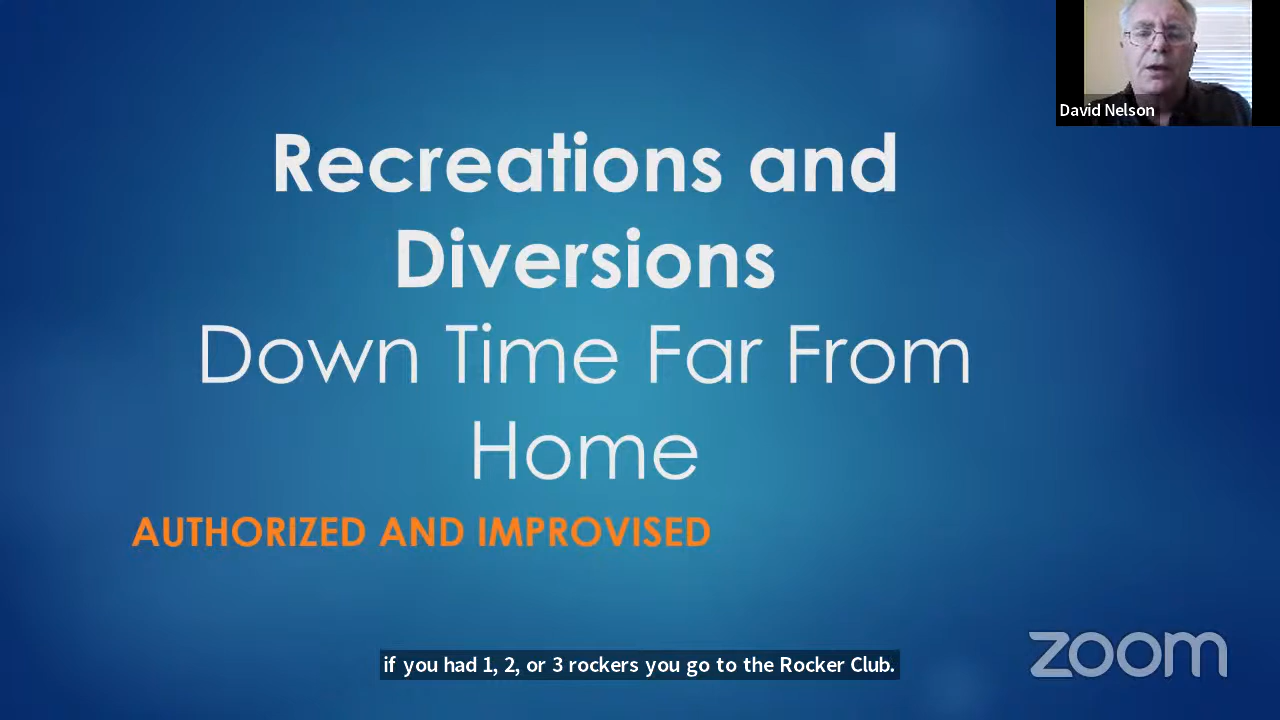 David Nelson
Recreations and
Diversions
Down Time Far From
Home
AUTHORIZED AND IMPROVISED
zoom
if you had 1, 2, or 3 rockers you go to the Rocker Club.